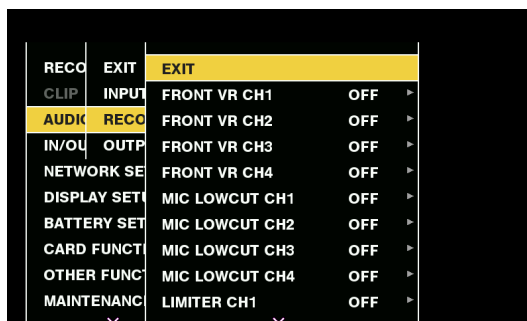 RECO EXIT EXIT
CLIP INPUT FRONT VR CH1 OFF
AUDIO RECO FRONT VR CH2 OFF
IN/OU OUTP FRONT VR CH3 OFF
NETWORK SE FRONT VR CH4 OFF
DISPLAY SETU MIC LOWCUT CH1 OFF
BATTERY SET MIC LOWCUT CH2 OFF
CARD FUNCTI MIC LOWCUT CH3 OFF
OTHER FUNCT MIC LOWCUT CH4 OFF
MAINTENANC LIMITER CH1 OFF